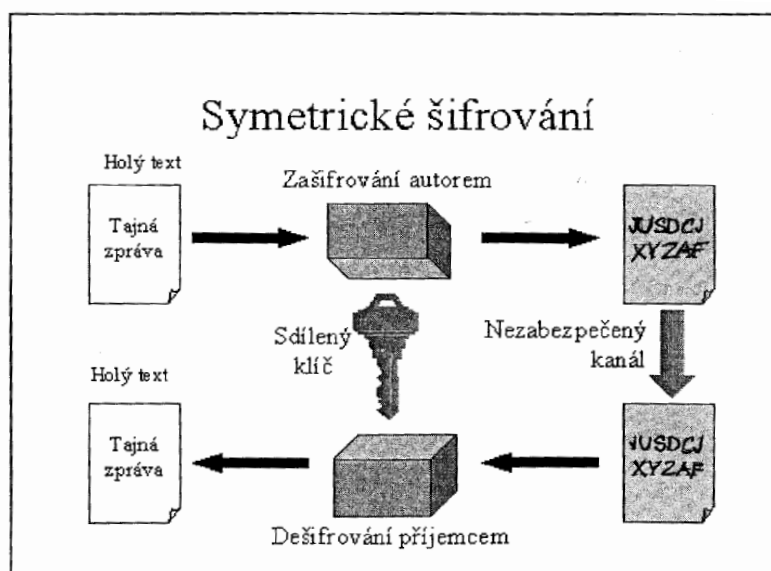 Symetrické šifrování
Holý text
Zašifrování autorem
Tajná
zpráva
JUSDCJ
XYZAF
Sdílený
klíč
Nezabezpečený
kanál
Holý text
Tajná
zpráva
JUSDCJ
XYZAF
Dešifrování příjemcem